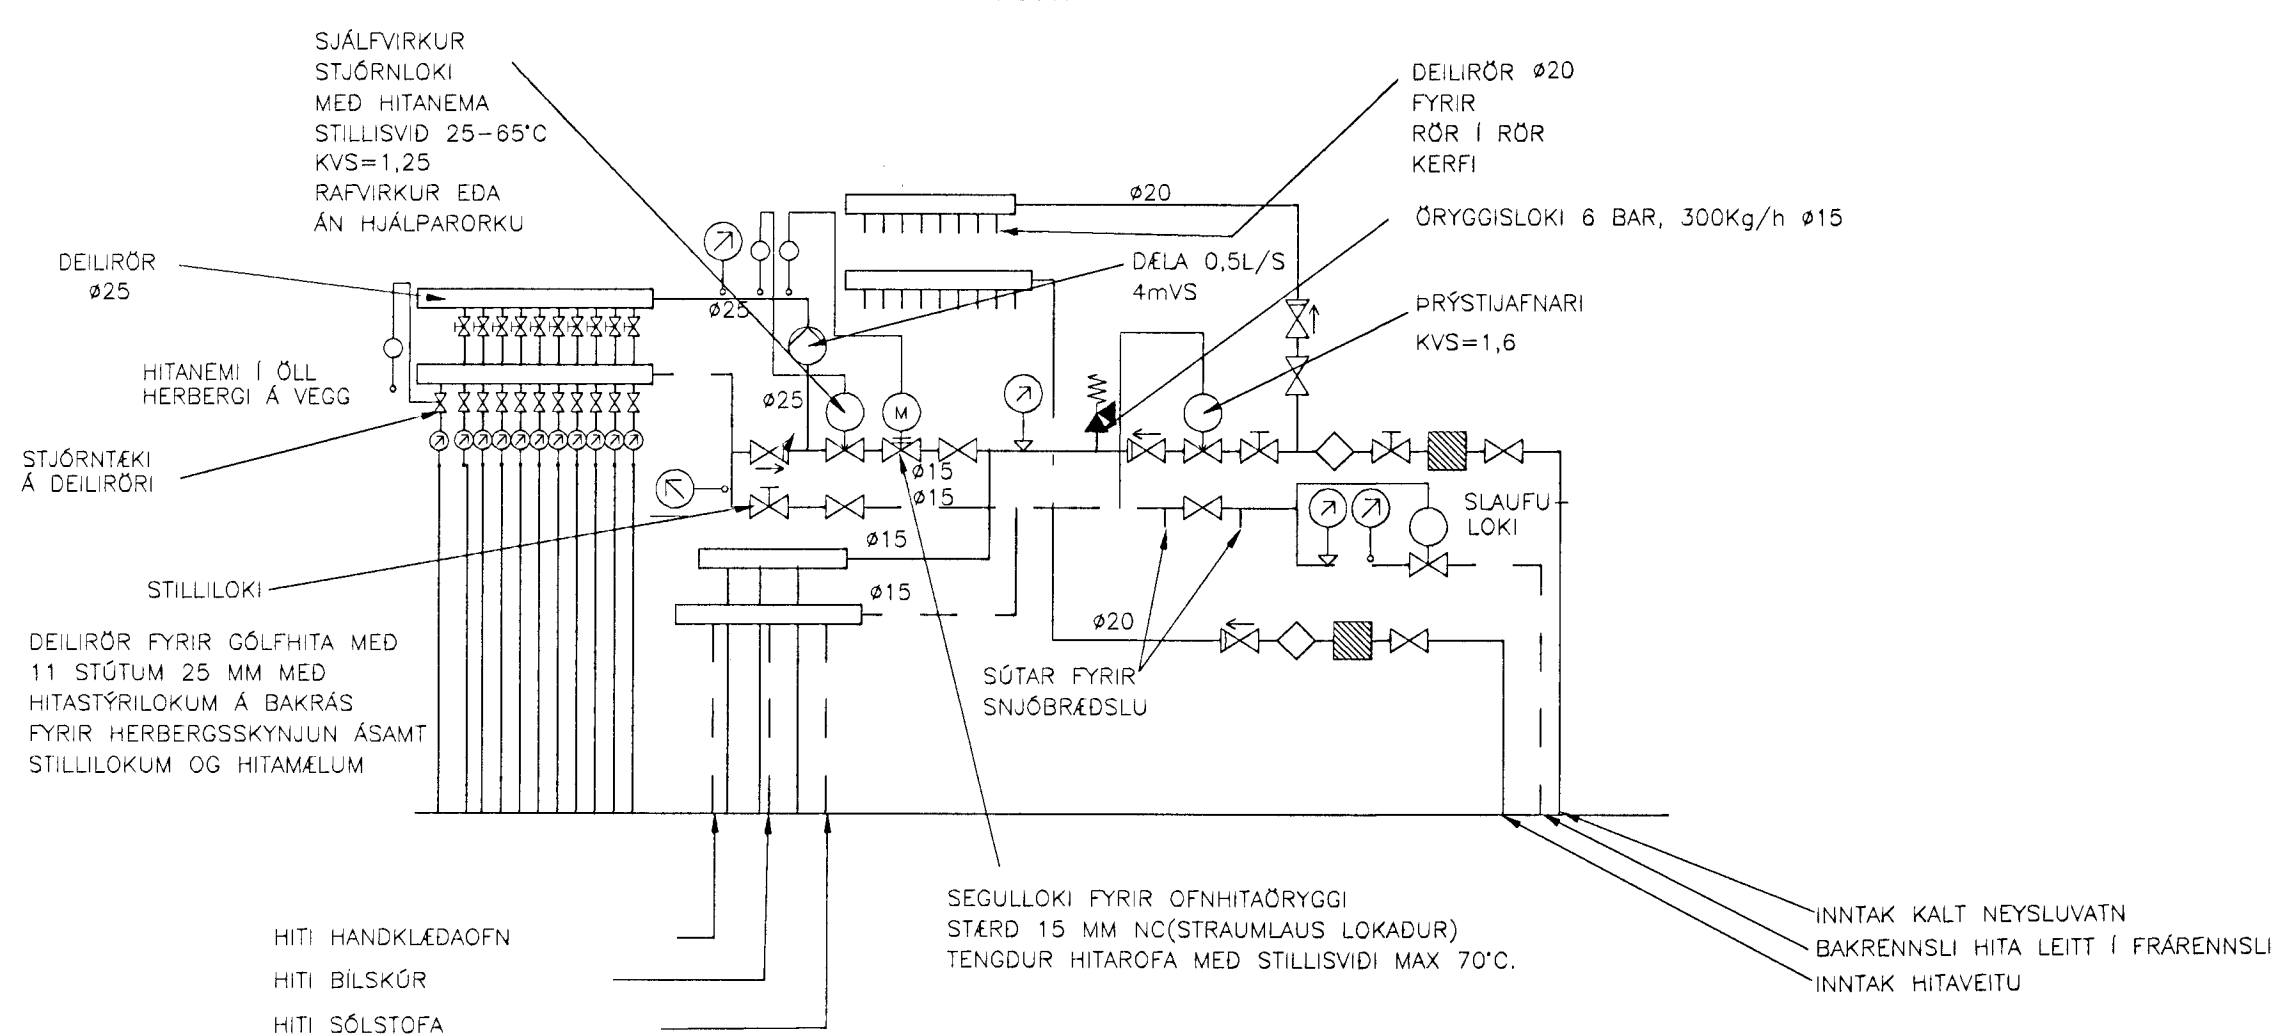 SJÁLFVIRKUR
STJÓRNLOKI
MEÐ HITANEMA
STILLISVIÐ 25-65°C
KVS=1,25
RAFVIRKUR EÐA
ÁN HJÁLPARORKU
DEILIRÖR ø20
FYRIR
RÖR Í RÖR
KERFI
ø20
ÖRYGGISLOKI 6 BAR, 300Kg/h ø15
DEILIRÖR
ø25
DÆLA 0,5L/S
4mVS
ø25
ÞRÝSTIJAFNARI
KVS=1,6
HITANEMI Í ÖLL
HERBERGI Á VEGG
ø25
M
STJÓRNTÆKI
Á DEILIRÖRI
ø15
ø15
SLAUFU
LOKI
ø15
STILLILOKI
ø15
ø20
DEILIRÖR FYRIR GÓLFHITA MEÐ
11 STÚTUM 25 MM MEÐ
HITASTÝRILOKUM Á BAKRÁS
FYRIR HERBERGSSKYNJUN ÁSAMT
STILLILOKUM OG HITAMÆLUM
SÚTAR FYRIR
SNJÓBRÆÐSLU
SEGULLOKI FYRIR OFNHITAÖRYGGI
STÆRÐ 15 MM NC(STRAUMLAUS LOKAÐUR)
TENGDUR HITAROFA MEÐ STILLISVIÐI MAX 70°C.
HITI HANDKLÆÐAOFN
HITI BÍLSKÚR
HITI SÓLSTOFA
INNTAK KALT NEYSLUVATN
BAKRENNSLI HITA LEITT Í FRÁRENNSLI
INNTAK HITAVEITU